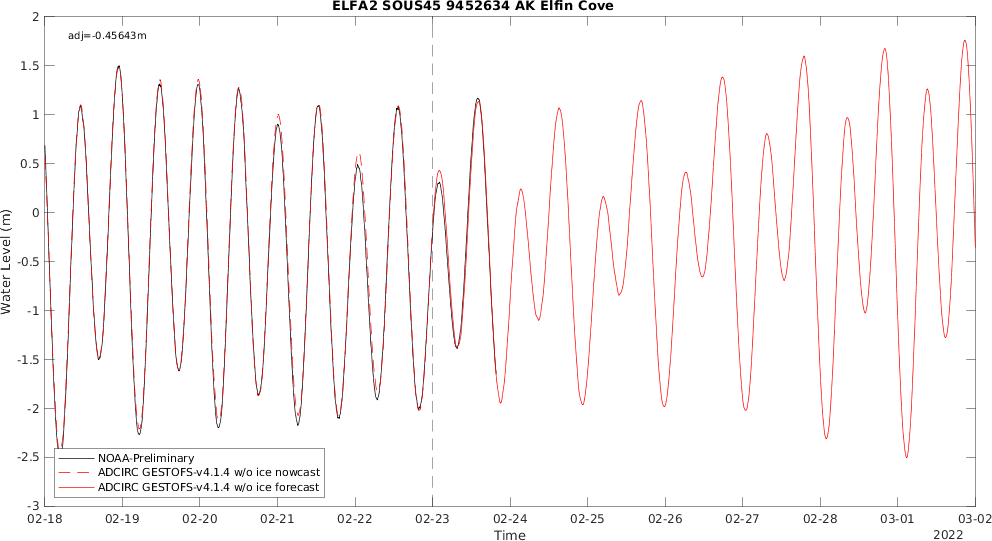 ELFA2 SOUS45 9452634 AK Elfin Cove
adj=-0.45643m
Water Level (m)
2
1.5
1
0.5
0
-0.5
-1
-1.5
-2
-2.5
-3
NOAA-Preliminary
ADCIRC GESTOFS-v4.1.4 w/o ice nowcast
ADCIRC GESTOFS-v4.1.4 w/o ice forecast
02-18 02-19 02-20 02-21 02-22 02-23 02-24 02-25 02-26 02-27 02-28 03-01 03-02
Time
2022